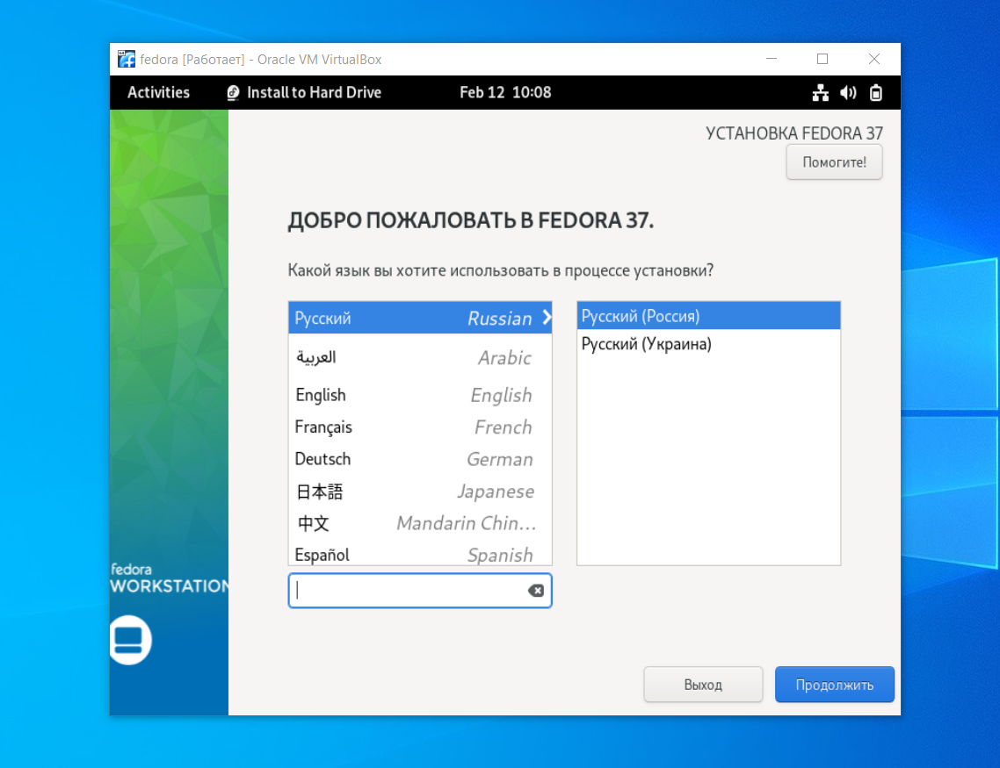 fedora [Работает] - Oracle VM VirtualBox
Activities Install to Hard Drive Feb 12 10:08
УСТАНОВКА FEDORA 37
Помогите!
ДОБРО ПОЖАЛОВАТЬ В FEDORA 37.
Какой язык вы хотите использовать в процессе установки?
Русский Russian
العربية Arabic
English English
Français French
Deutsch German
日本語 Japanese
中文 Mandarin Chin...
Español Spanish
Русский (Россия)
Русский (Украина)
fedora
WORKSTATION
Выход Продолжить